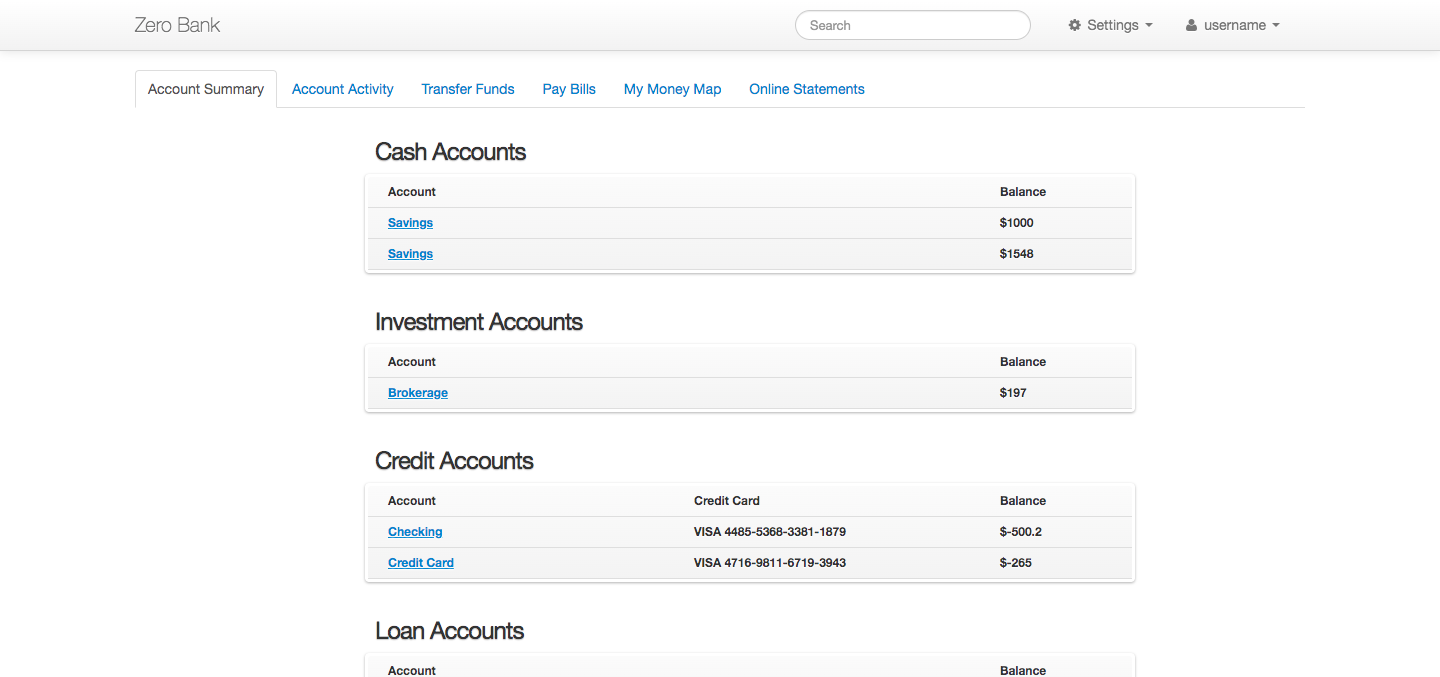 Zero Bank Search Settings username
Account Summary Account Activity Transfer Funds Pay Bills My Money Map Online Statements
Cash Accounts
Account Balance
Savings $1000
Savings $1548
Investment Accounts
Account Balance
Brokerage $197
Credit Accounts
Account Credit Card Balance
Checking VISA 4485-5368-3381-1879 $-500.2
Credit Card VISA 4716-9811-6719-3943 $-265
Loan Accounts
Account Balance